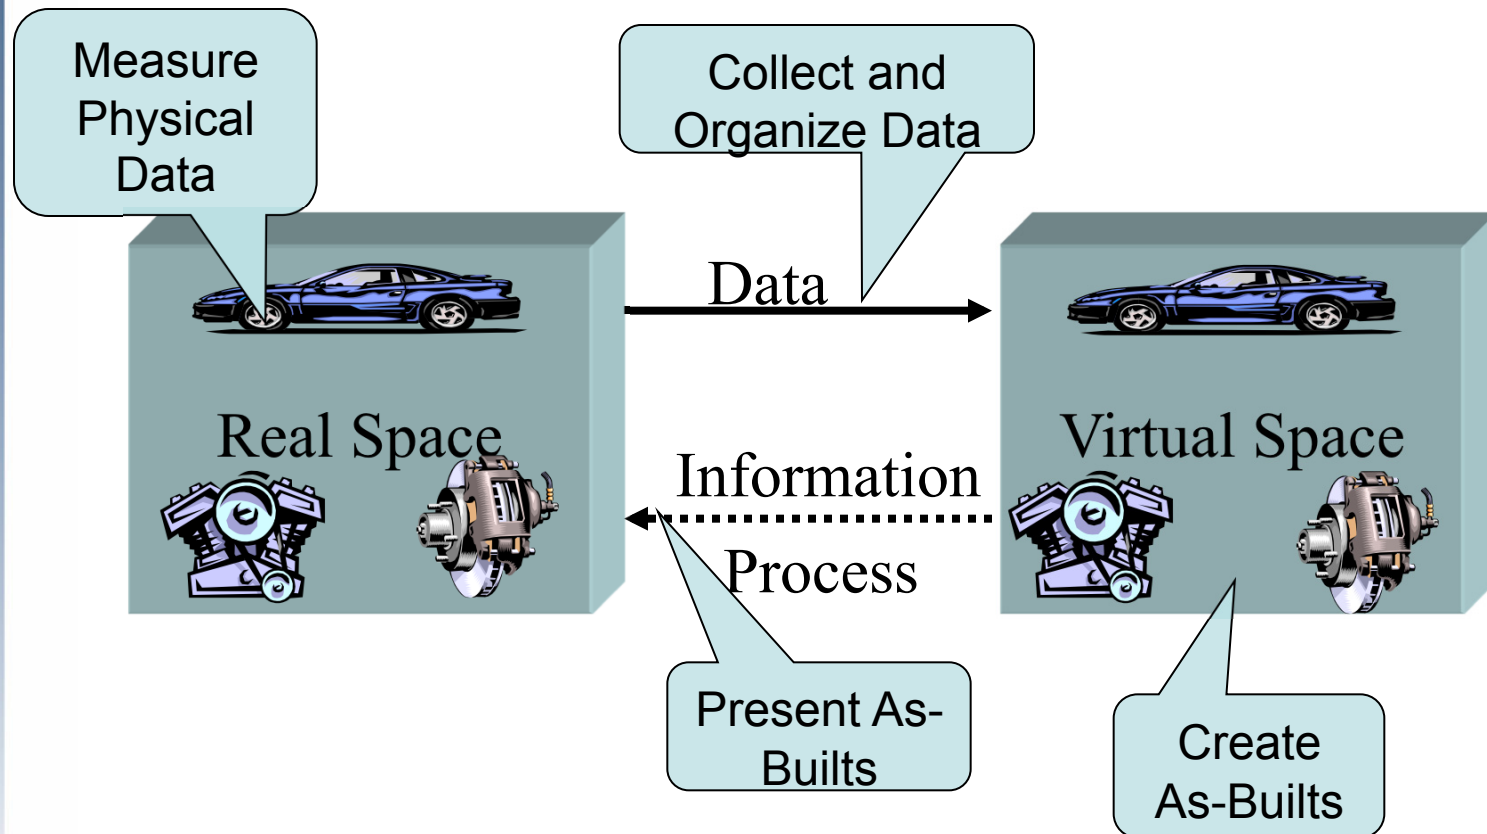 Measure
Physical
Data
Collect and
Organize Data
Data
Real Space
Virtual Space
Information
Process
Present As-
Builts
Create
As-Builts